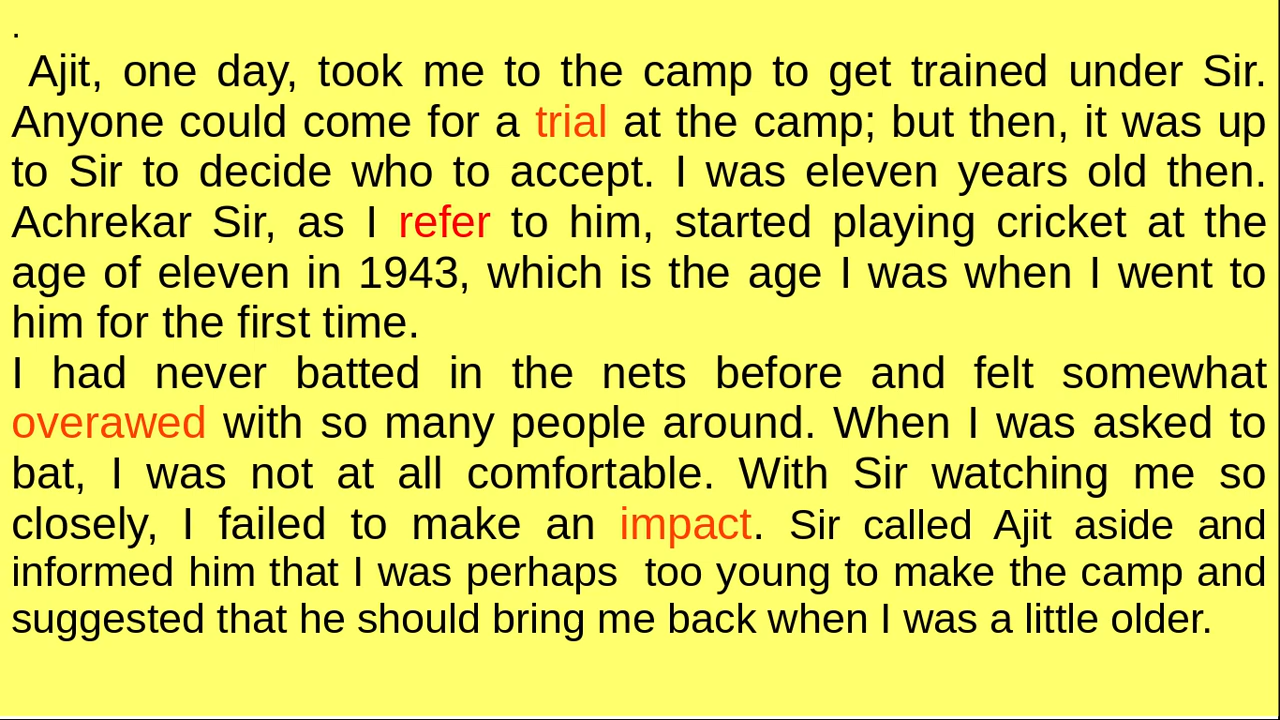 .
Ajit, one day, took me to the camp to get trained under Sir.
Anyone could come for a trial at the camp; but then, it was up
to Sir to decide who to accept. I was eleven years old then.
Achrekar Sir, as I refer to him, started playing cricket at the
age of eleven in 1943, which is the age I was when I went to
him for the first time.
I had never batted in the nets before and felt somewhat
overawed with so many people around. When I was asked to
bat, I was not at all comfortable. With Sir watching me so
closely, I failed to make an impact. Sir called Ajit aside and
informed him that I was perhaps  too young to make the camp and
suggested that he should bring me back when I was a little older.